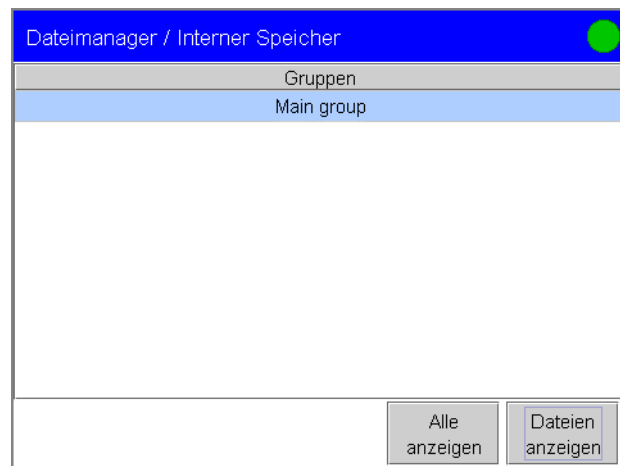 Dateimanager / Interner Speicher
Gruppen
Main group
Alle
anzeigen
Dateien
anzeigen